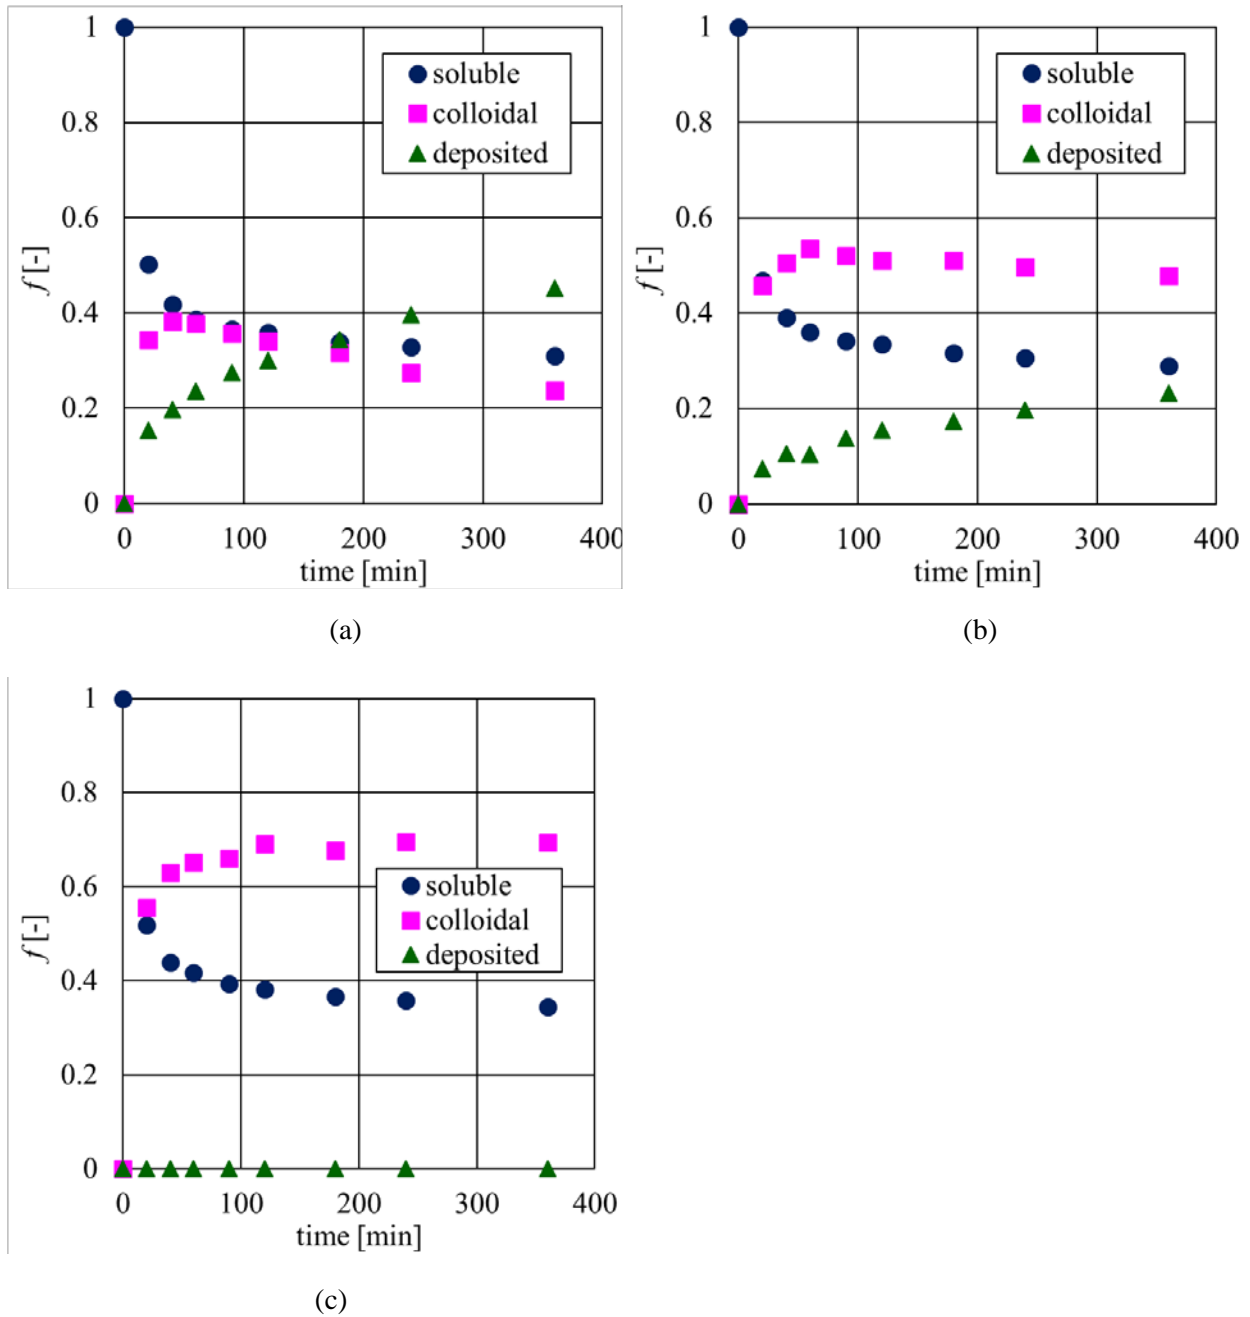 1
0.8
0.6
0.4
0.2
0
f [-]
soluble
colloidal
deposited
0 100 200 300 400
time [min]
(a)
1
0.8
0.6
0.4
0.2
0
f [-]
soluble
colloidal
deposited
0 100 200 300 400
time [min]
(b)
1
0.8
0.6
0.4
0.2
0
f [-]
soluble
colloidal
deposited
0 100 200 300 400
time [min]
(c)